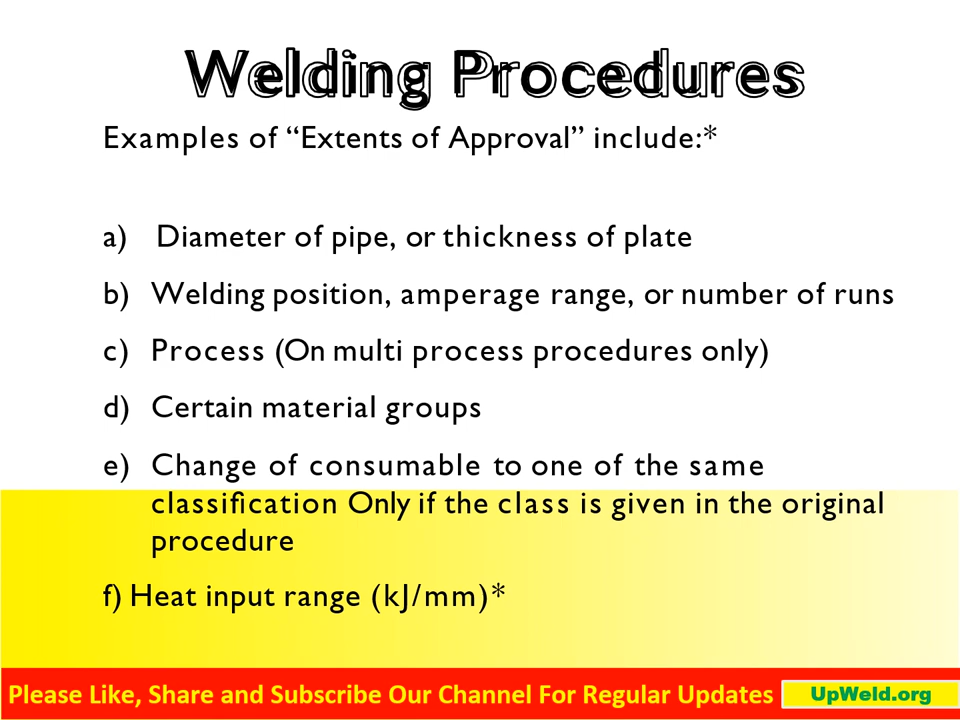 Welding Procedures
Examples of “Extents of Approval” include:*
a) Diameter of pipe, or thickness of plate
b) Welding position, amperage range, or number of runs
c) Process (On multi process procedures only)
d) Certain material groups
e) Change of consumable to one of the same
classification Only if the class is given in the original
procedure
f) Heat input range (kJ/mm)*
Please Like, Share and Subscribe Our Channel For Regular Updates UpWeld.org